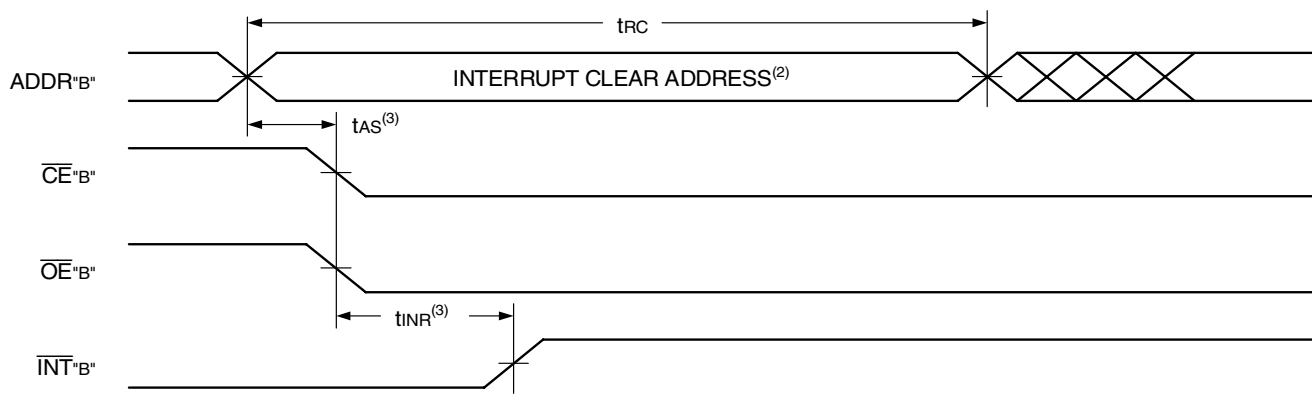 tRC
ADDR"B"
INTERRUPT CLEAR ADDRESS(2)
tAS(3)
CE"B"
OE"B"
tINR(3)
INT"B"